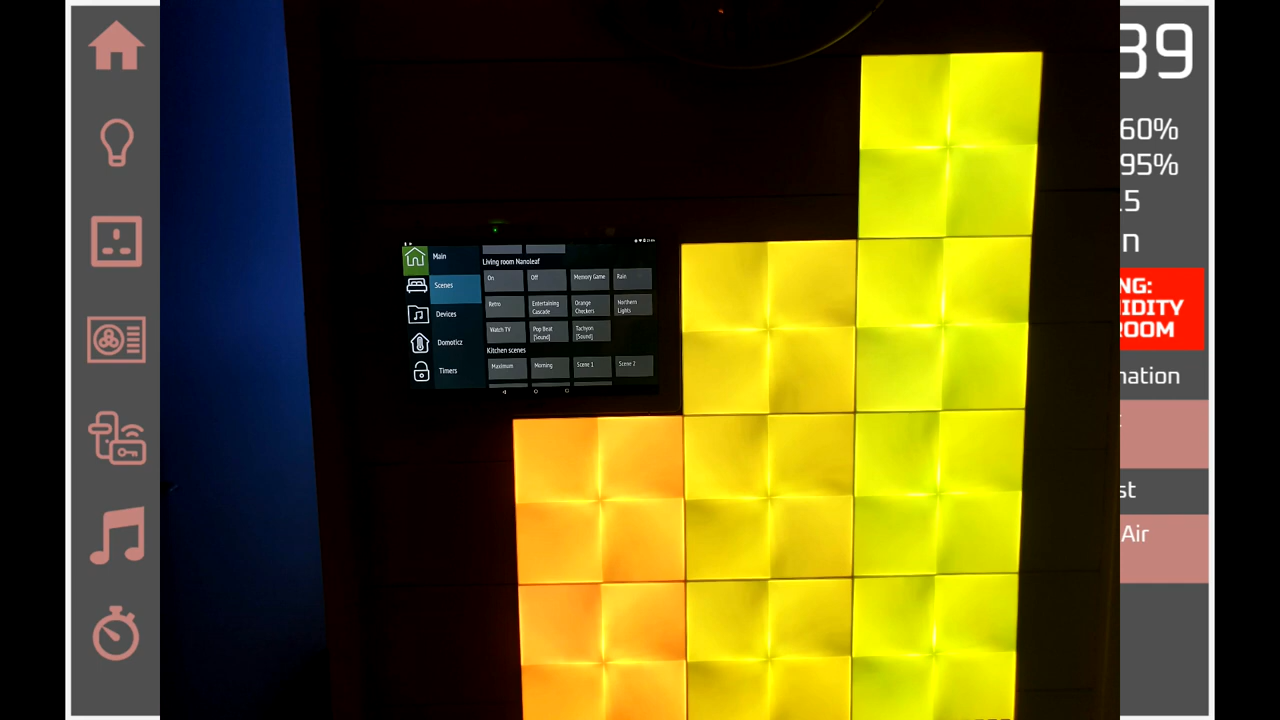 Main
Scenes
Devices
Domoticz
Timers
Living room Nanoleaf
On
Off
Memory Game
Rain
Retro
Entertaining
Cascade
Orange
Checkers
Northern
Lights
Watch TV
Pop Beat
[Sound]
Tachyon
[Sound]
Kitchen scenes
Maximum
Morning
Scene 1
Scene 2
39
60%
95%
.5
n
NG:
IDITY
ROOM
nation
st
Air